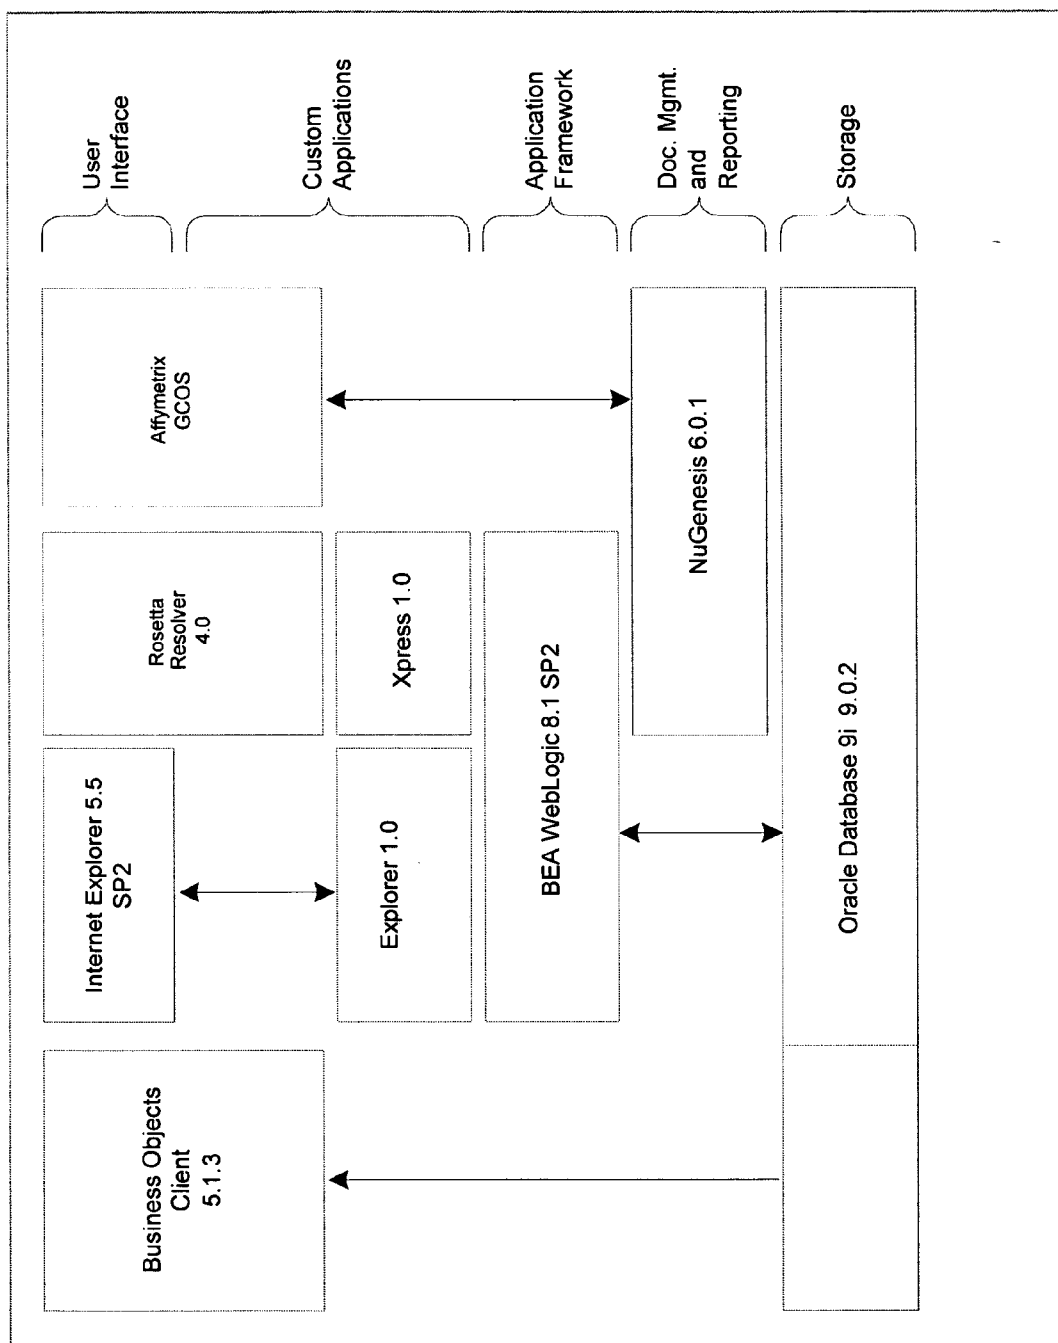 Business Objects
Client
5.1.3
Internet Explorer 5.5
SP2
Rosetta
Resolver
4.0
Affymetrix
GCOS
User
Interface
Explorer 1.0
Xpress 1.0
Custom
Applications
BEA WebLogic 8.1 SP2
Application
Framework
NuGenesis 6.0.1
Doc. Mgmt.
and
Reporting
Oracle Database 9i 9.0.2
Storage